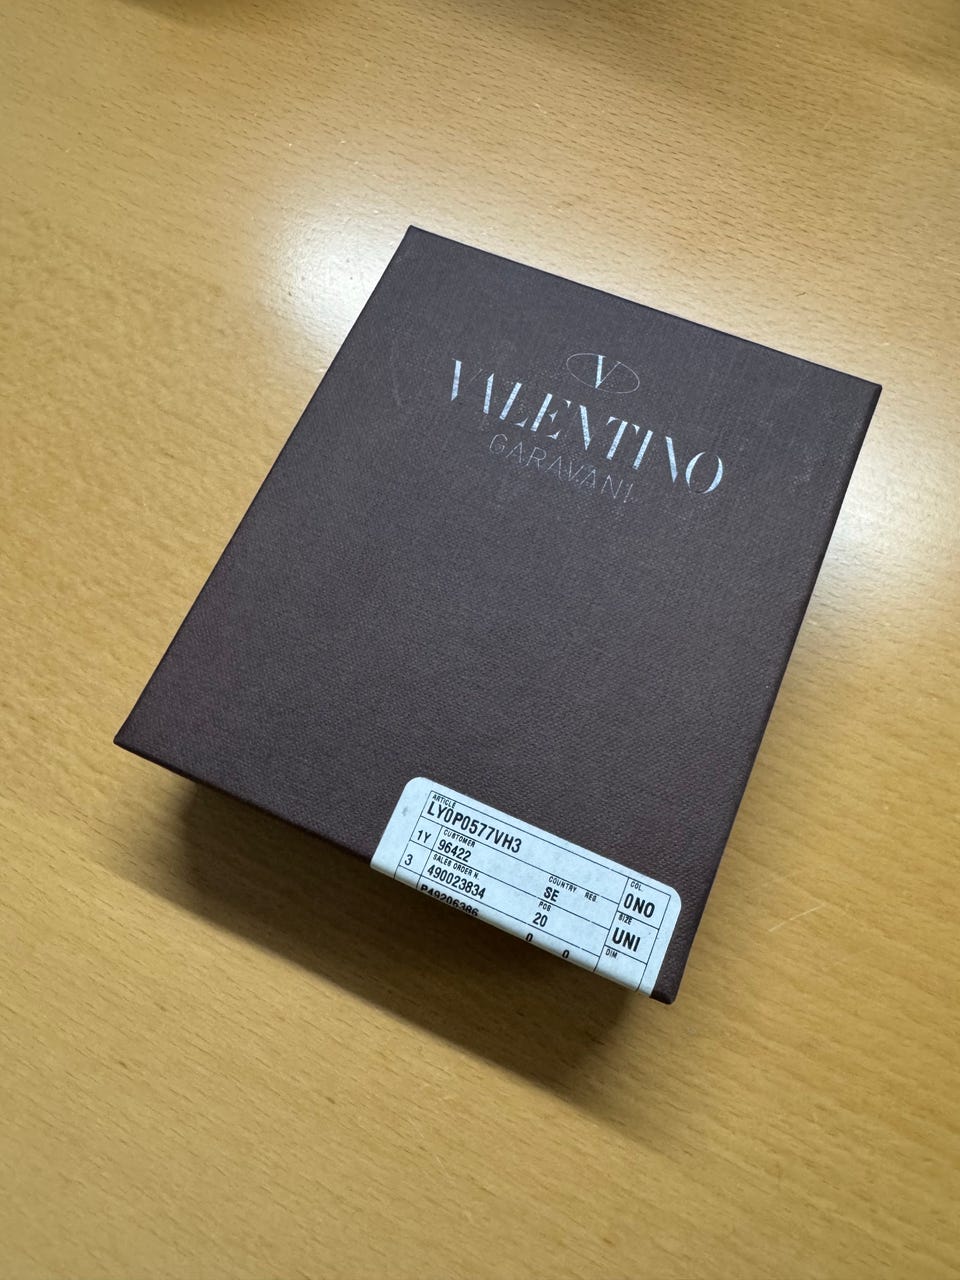 V
VALENTINO
GARAVANI
ARTICLE
LY0P0577VH3
1Y CUSTOMER COUNTRY REG. COL.
96422 SE 0NO
3 SALES ORDER N. POS SIZE
490023834 20 UNI
P49206386 0 0 DIM